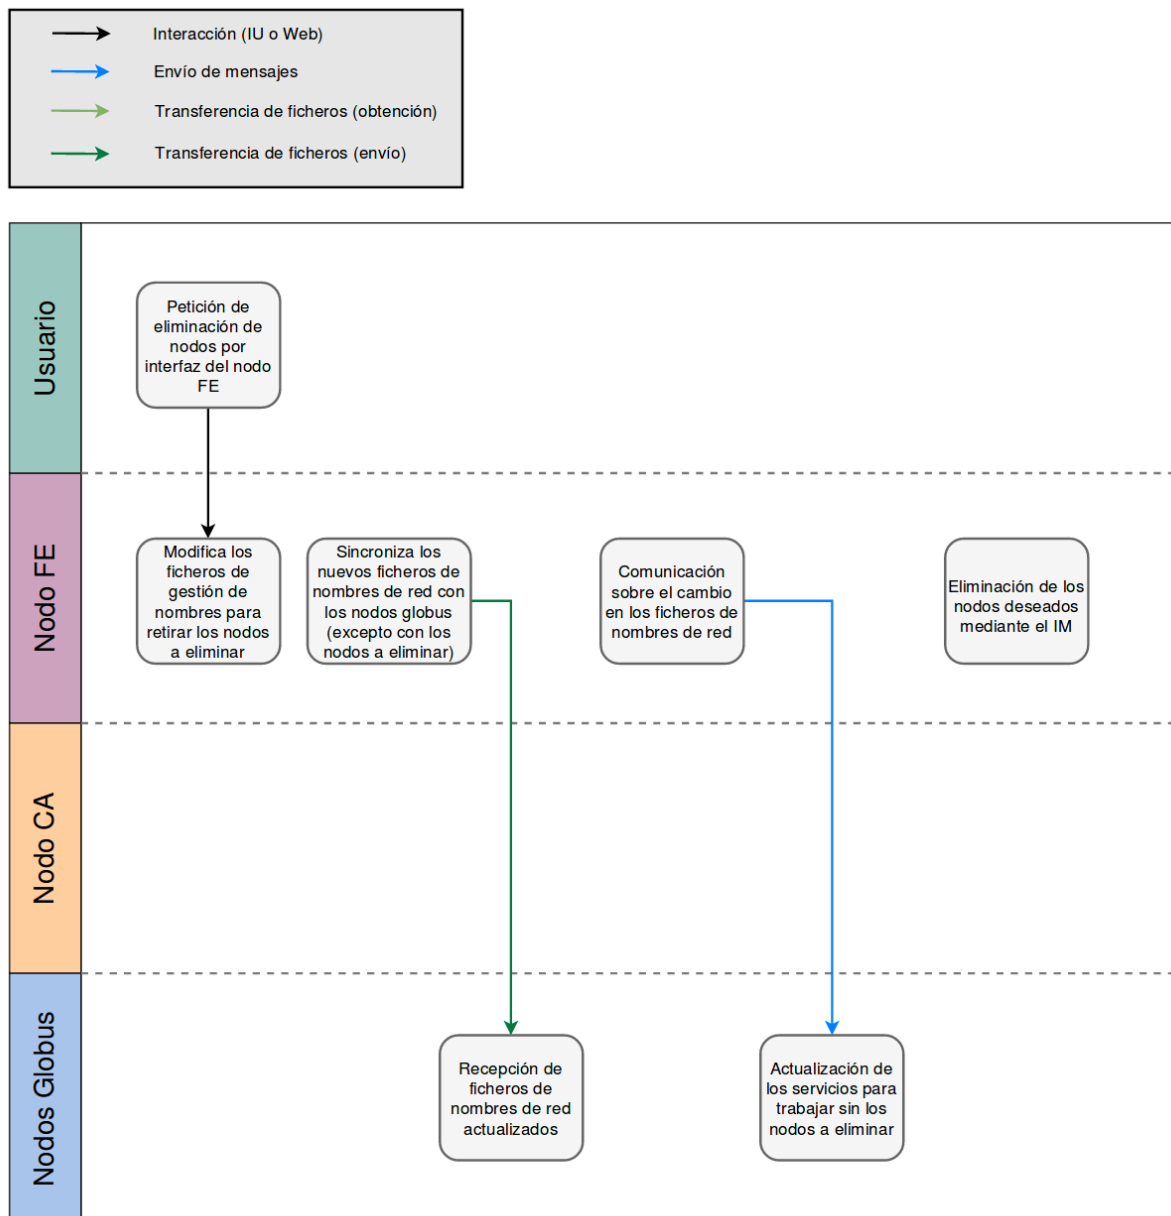 Interacción (IU o Web)
Envío de mensajes
Transferencia de ficheros (obtención)
Transferencia de ficheros (envío)
Usuario
Petición de
eliminación de
nodos por
interfaz del nodo
FE
Nodo FE
Modifica los
ficheros de
gestión de
nombres para
retirar los nodos
a eliminar
Sincroniza los
nuevos ficheros de
nombres de red con
los nodos globus
(excepto con los
nodos a eliminar)
Comunicación
sobre el cambio
en los ficheros de
nombres de red
Eliminación de los
nodos deseados
mediante el IM
Nodo CA
Nodos Globus
Recepción de
ficheros de
nombres de red
actualizados
Actualización de
los servicios para
trabajar sin los
nodos a eliminar